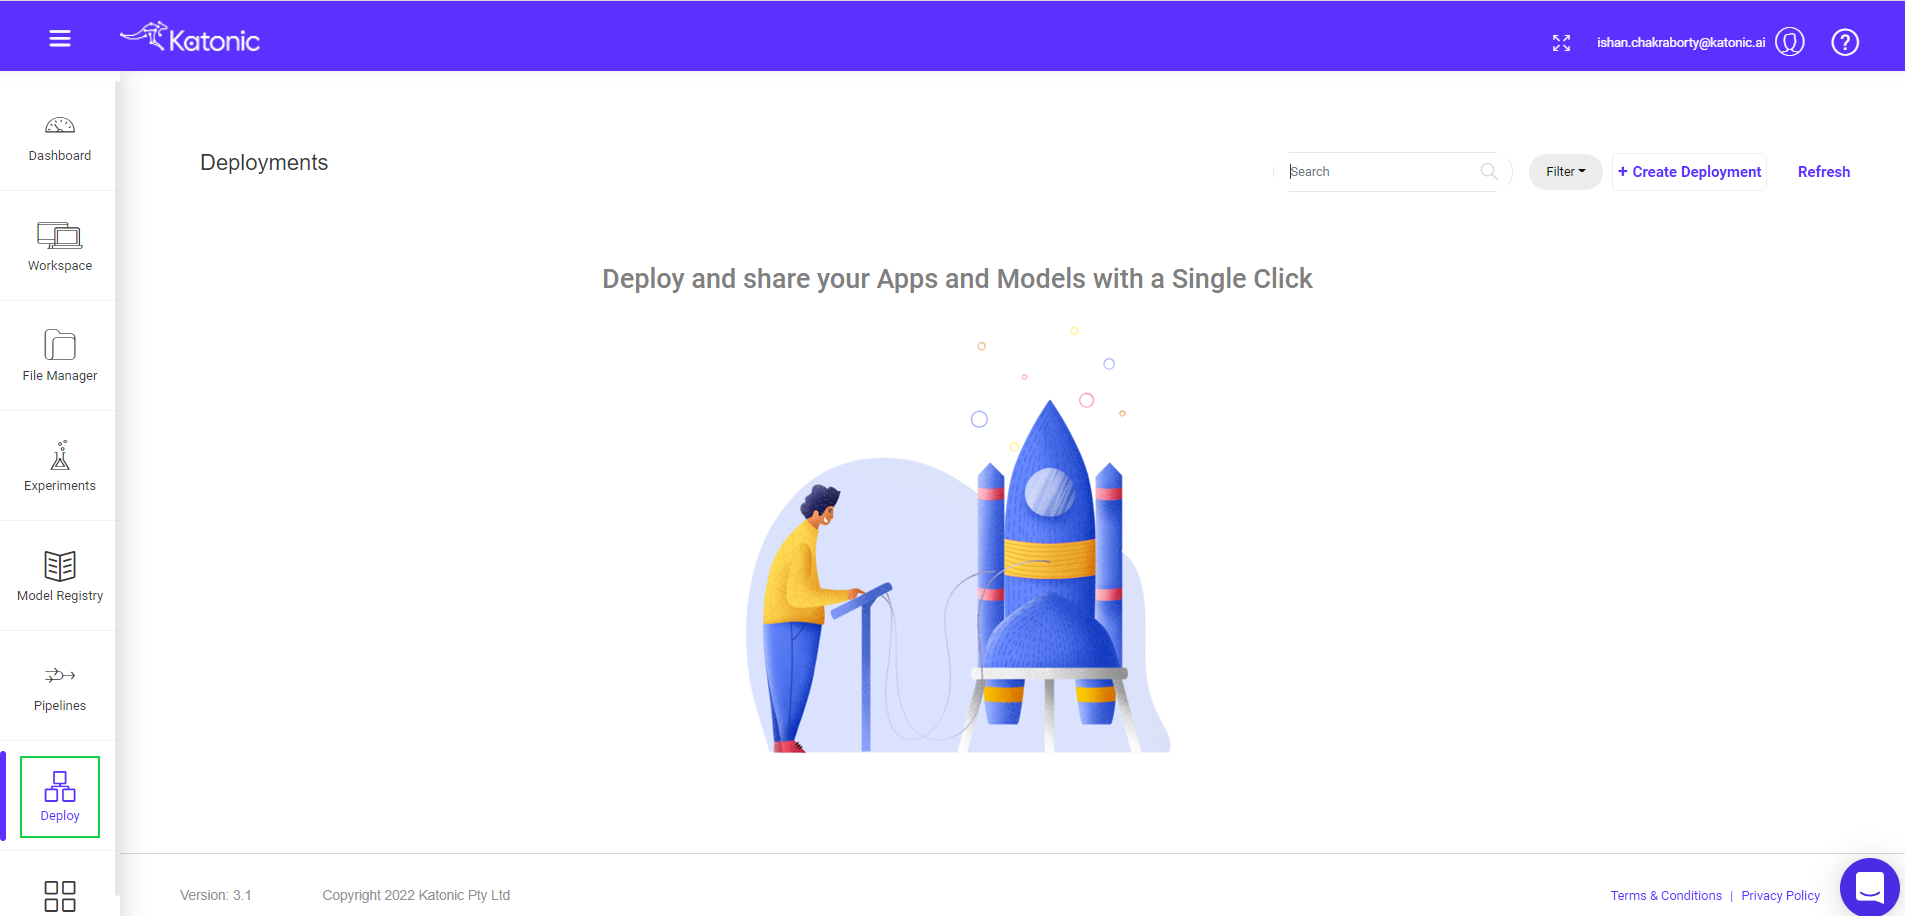 Katonic
ishan.chakraborty@katonic.ai
?
Dashboard
Workspace
File Manager
Experiments
Model Registry
Pipelines
Deploy
Deployments
Search
Filter
+ Create Deployment
Refresh
Deploy and share your Apps and Models with a Single Click
Version: 3.1
Copyright 2022 Katonic Pty Ltd
Terms & Conditions | Privacy Policy